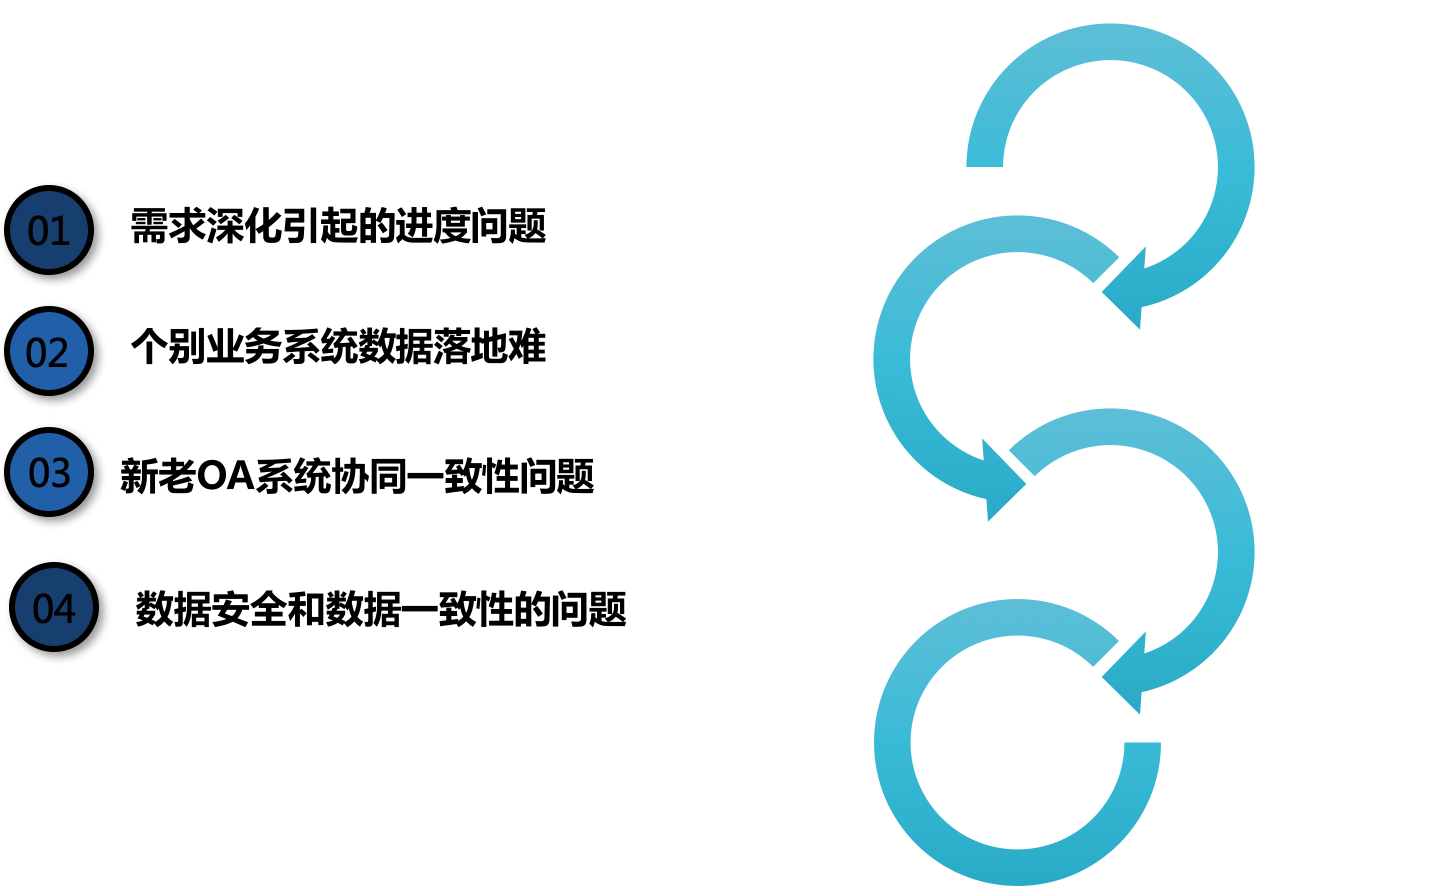 01 需求深化引起的进度问题
02 个别业务系统数据落地难
03 新老OA系统协同一致性问题
04 数据安全和数据一致性的问题